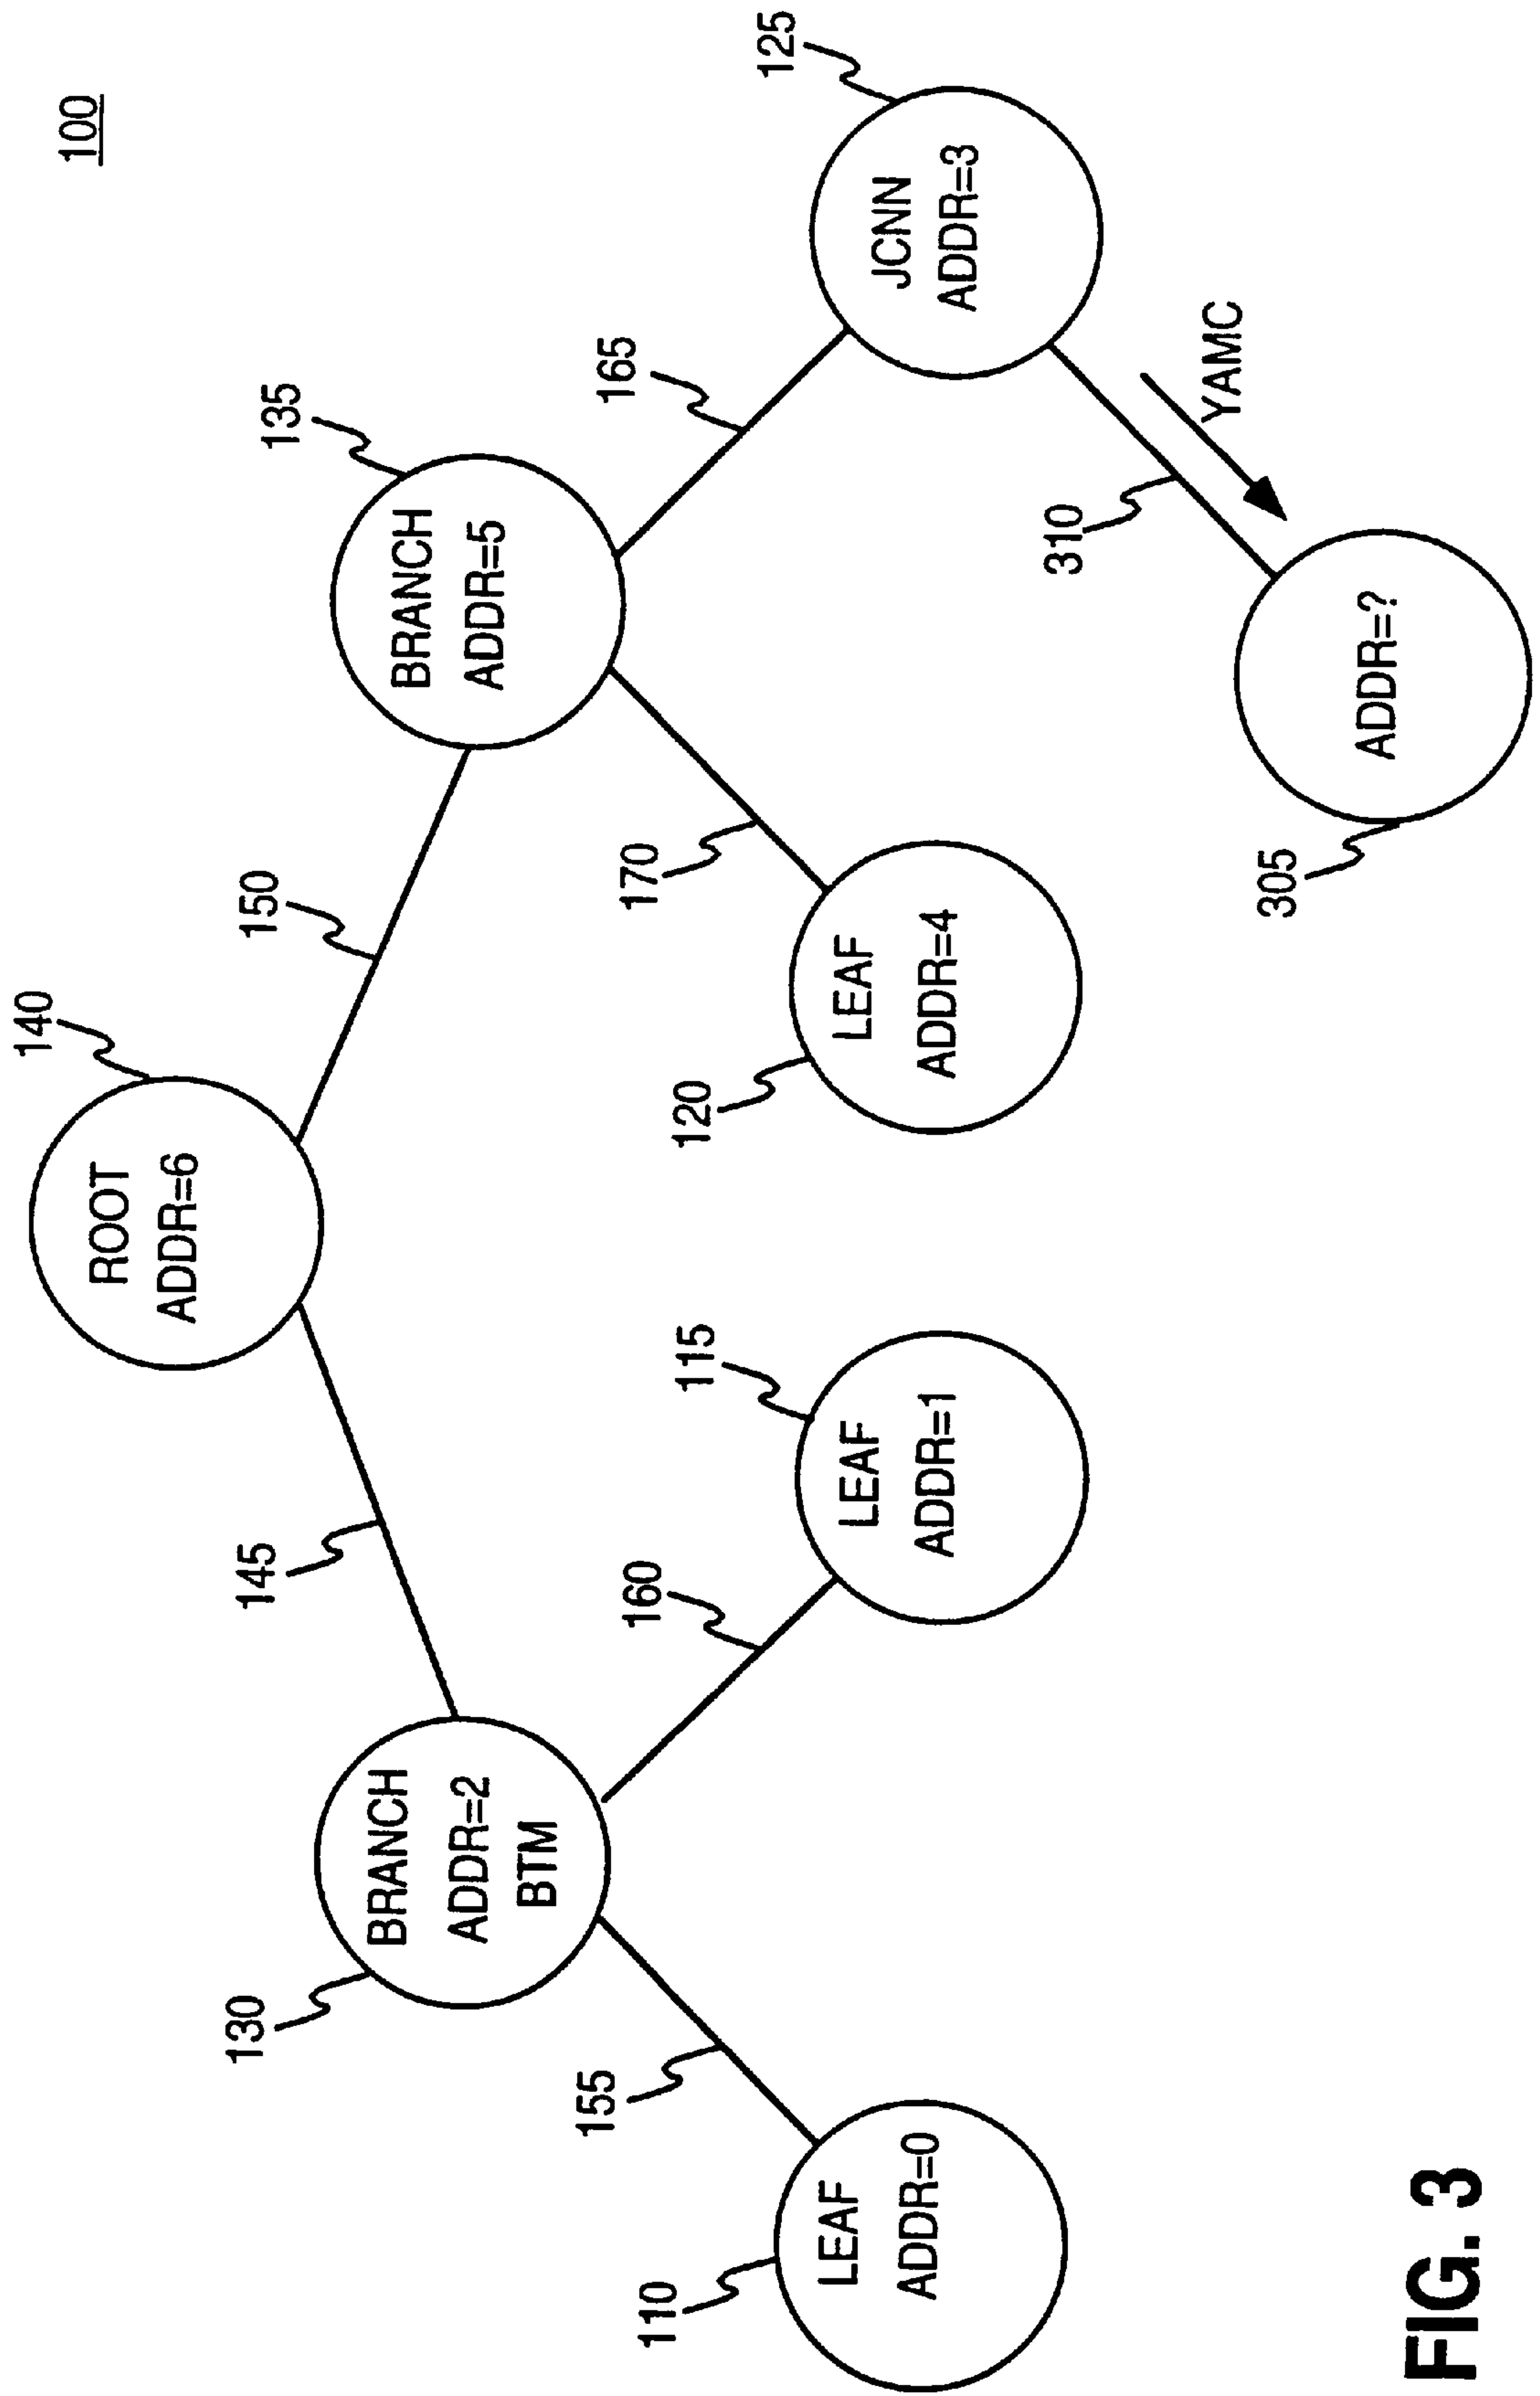 100
140
ROOT
ADDR=6
145
150
130
BRANCH
ADDR=2
BTM
135
BRANCH
ADDR=5
155
160
170
165
110
LEAF
ADDR=0
115
LEAF
ADDR=1
120
LEAF
ADDR=4
125
JCNN
ADDR=3
310
YAMC
305
ADDR=?
FIG. 3